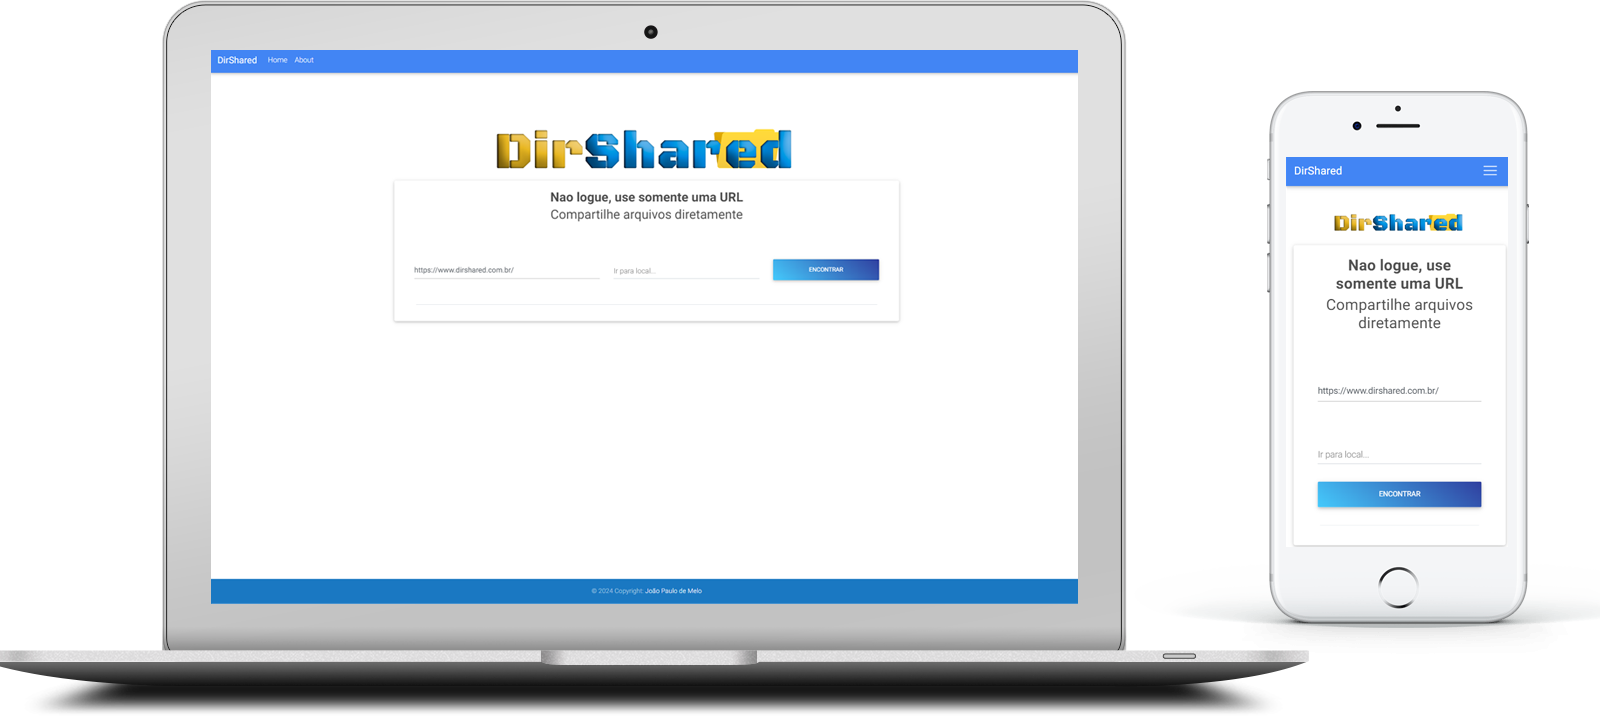 DirShared Home About
DirShared
Nao logue, use somente uma URL
Compartilhe arquivos diretamente
https://www.dirshared.com.br/ Ir para local... ENCONTRAR
© 2024 Copyright: João Paulo de Melo
DirShared
DirShared
Nao logue, use
somente uma URL
Compartilhe arquivos
diretamente
https://www.dirshared.com.br/
Ir para local...
ENCONTRAR